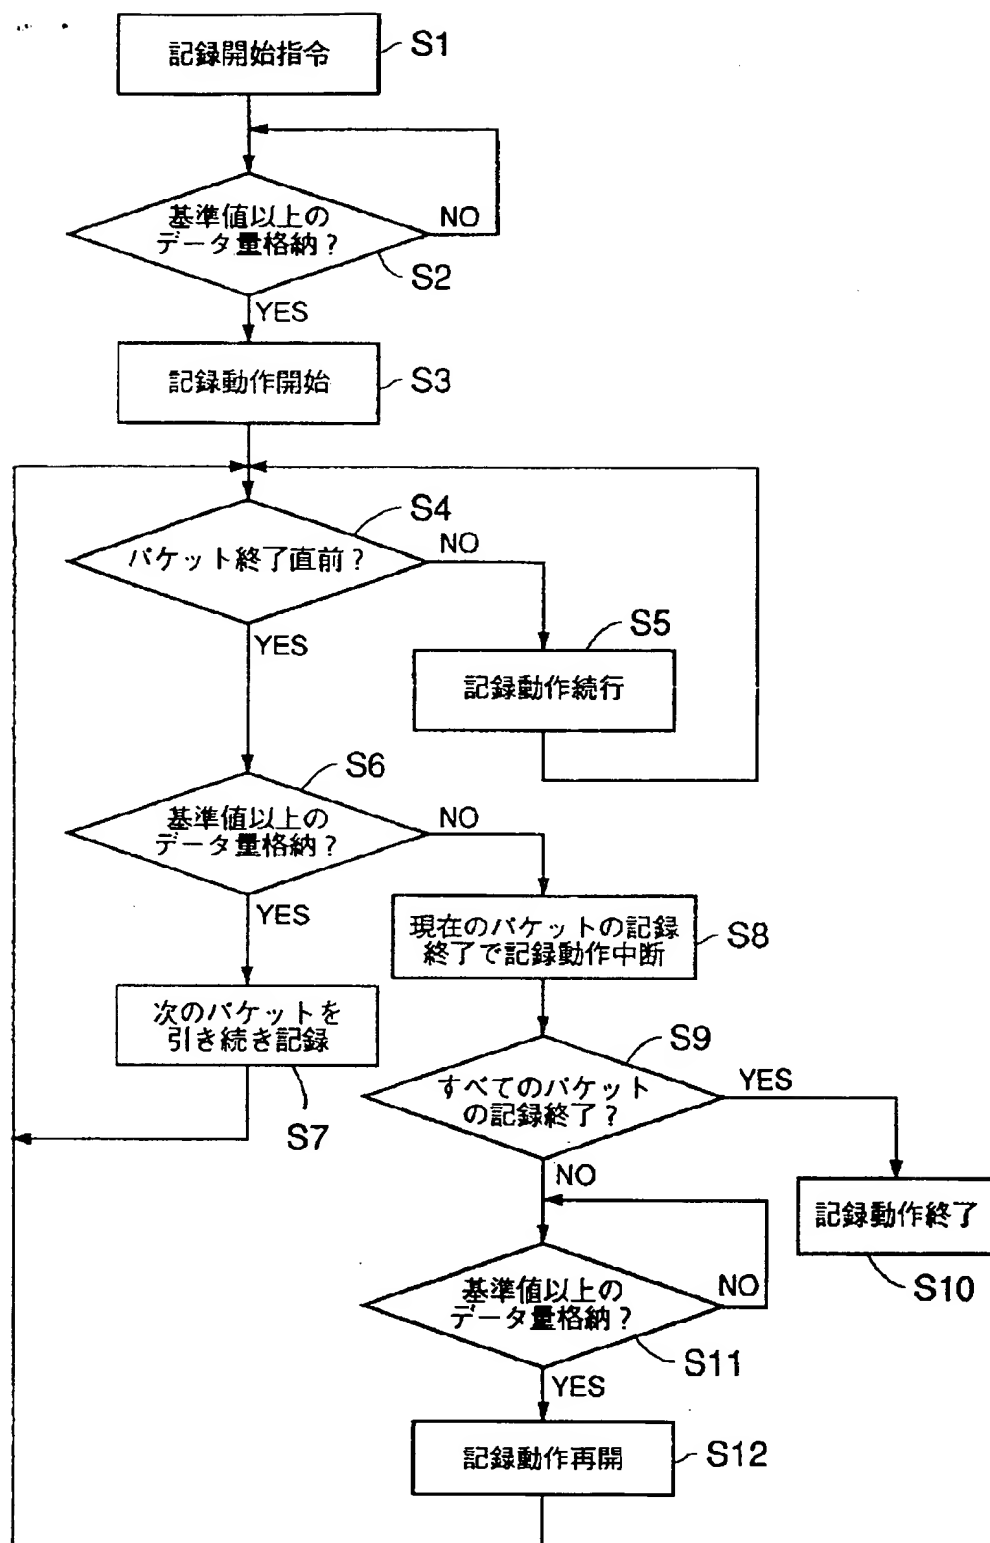 記録開始指令
S1
基準値以上の
データ量格納？
NO
S2
YES
記録動作開始
S3
S4
パケット終了直前？
NO
YES
S5
記録動作続行
S6
基準値以上の
データ量格納？
NO
YES
現在のパケットの記録
終了で記録動作中断
S8
次のパケットを
引き続き記録
S7
S9
すべてのパケット
の記録終了？
YES
NO
記録動作終了
S10
基準値以上の
データ量格納？
NO
S11
YES
記録動作再開
S12